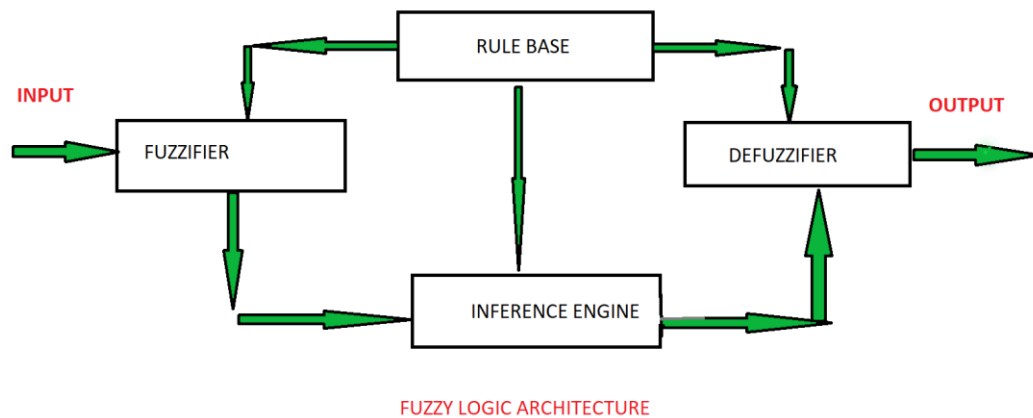 RULE BASE
INPUT
OUTPUT
FUZZIFIER
DEFUZZIFIER
INFERENCE ENGINE
FUZZY LOGIC ARCHITECTURE